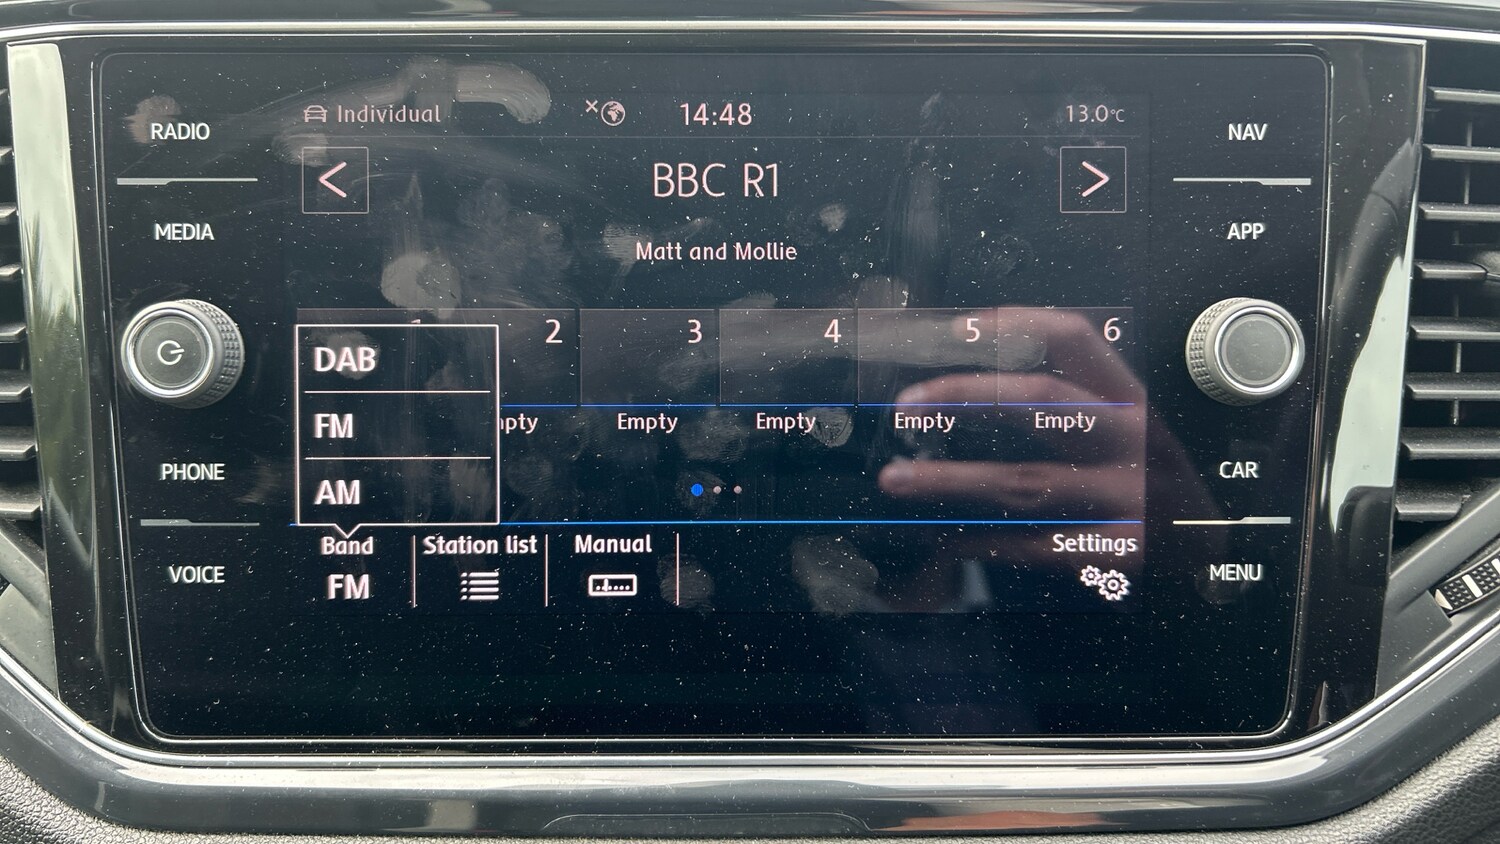 RADIO
MEDIA
PHONE
VOICE
Individual
14:48
13.0°C
<
BBC R1
>
Matt and Mollie
2
3
4
5
6
DAB
FM
AM
Empty
Empty
Empty
Empty
Band
FM
Station list
Manual
Settings
NAV
APP
CAR
MENU